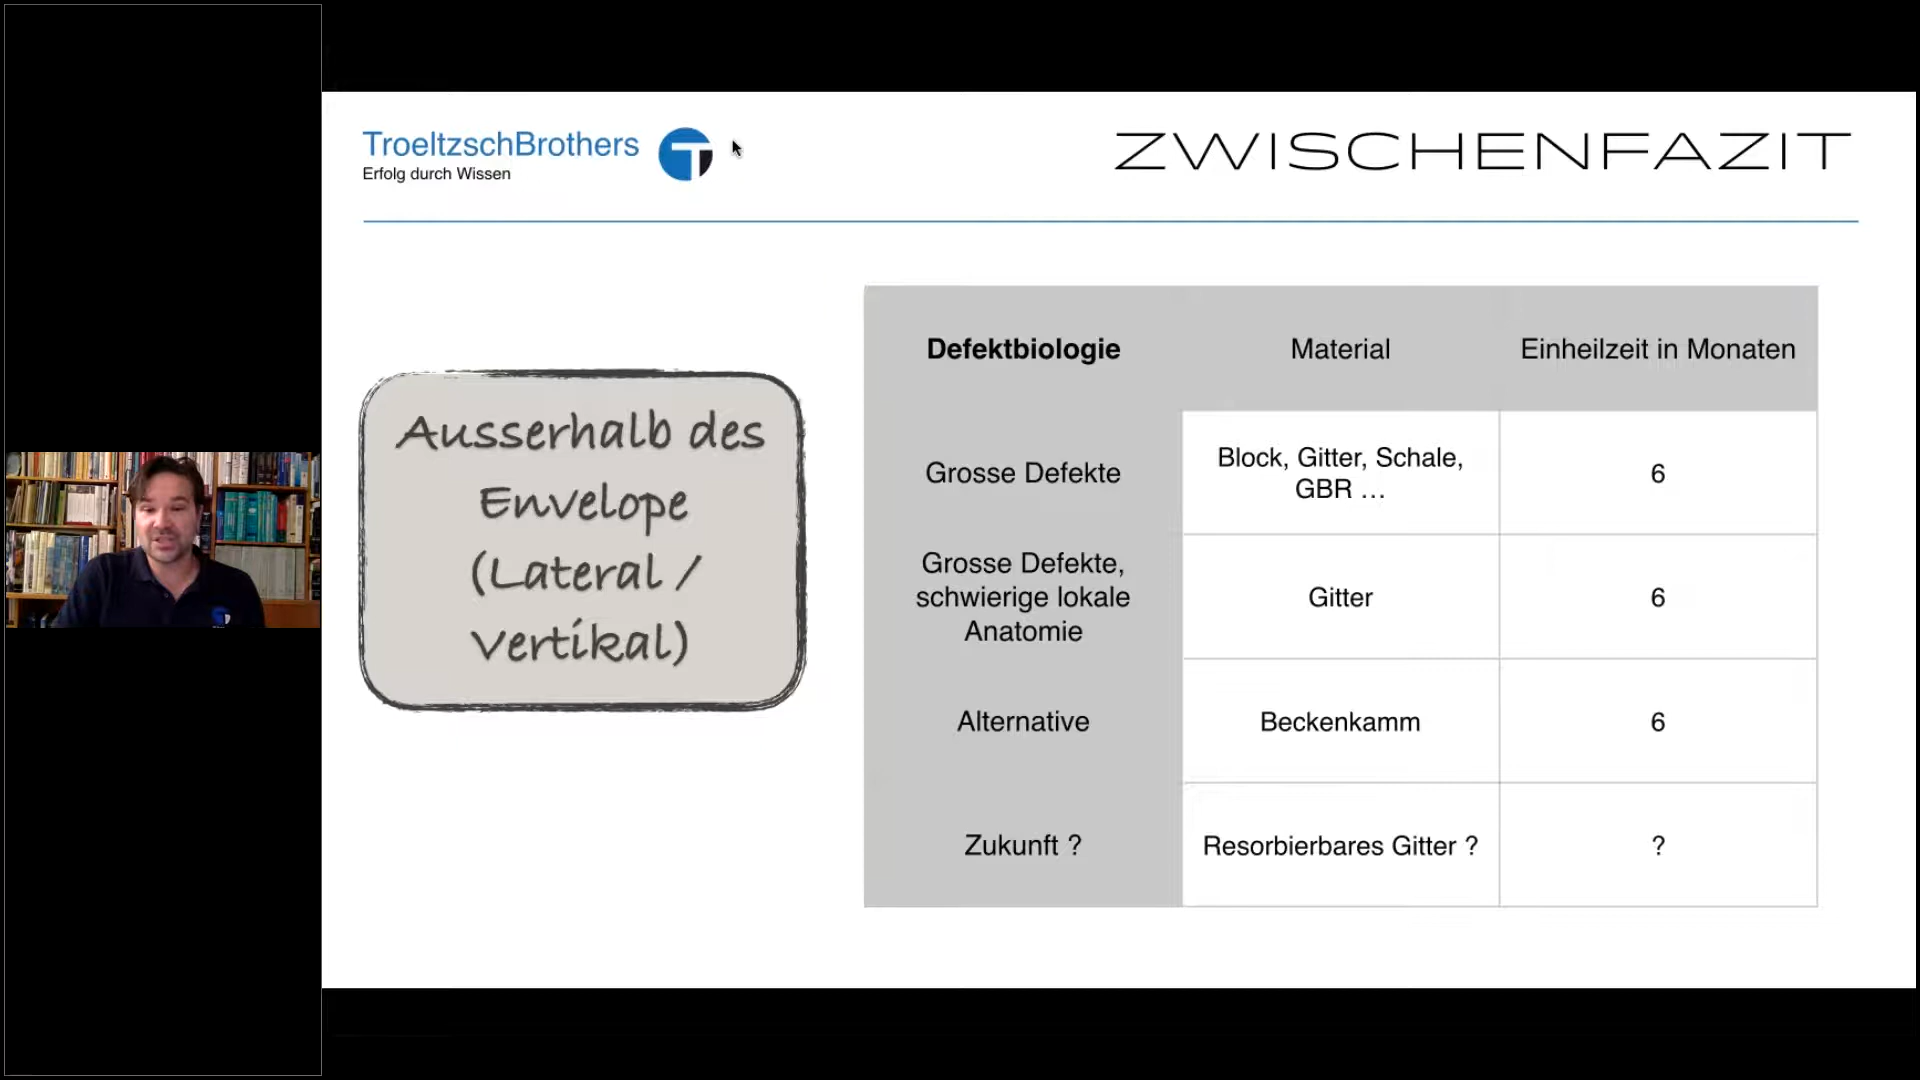 TroeltzschBrothers
Erfolg durch Wissen
ZWISCHENFAZIT
Ausserhalb des
Envelope
(Lateral /
Vertikal)
Defektbiologie Material Einheilzeit in Monaten
Grosse Defekte
Block, Gitter, Schale,
GBR ...
6
Grosse Defekte,
schwierige lokale
Anatomie
Gitter
6
Alternative Beckenkamm 6
Zukunft ? Resorbierbares Gitter ? ?